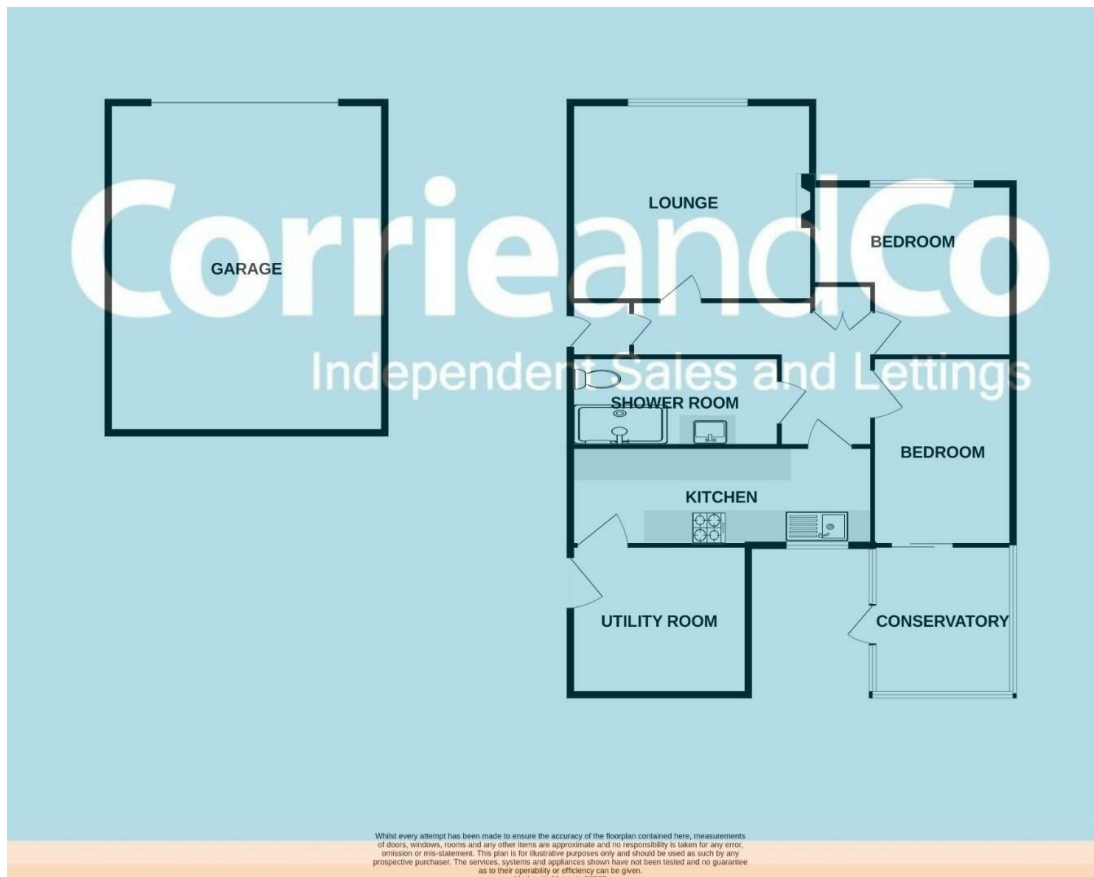 CorrieandCo
Independent Sales and Lettings
GARAGE
LOUNGE
BEDROOM
SHOWER ROOM
BEDROOM
KITCHEN
UTILITY ROOM
CONSERVATORY
Whilst every attempt has been made to ensure the accuracy of the floorplan contained here, measurements
of doors, windows, rooms and any other items are approximate and no responsibility is taken for any error,
omission or mis-statement. This plan is for illustrative purposes only and should be used as such by any
prospective purchaser. The services, systems and appliances shown have not been tested and no guarantee
as to their operability or efficiency can be given.